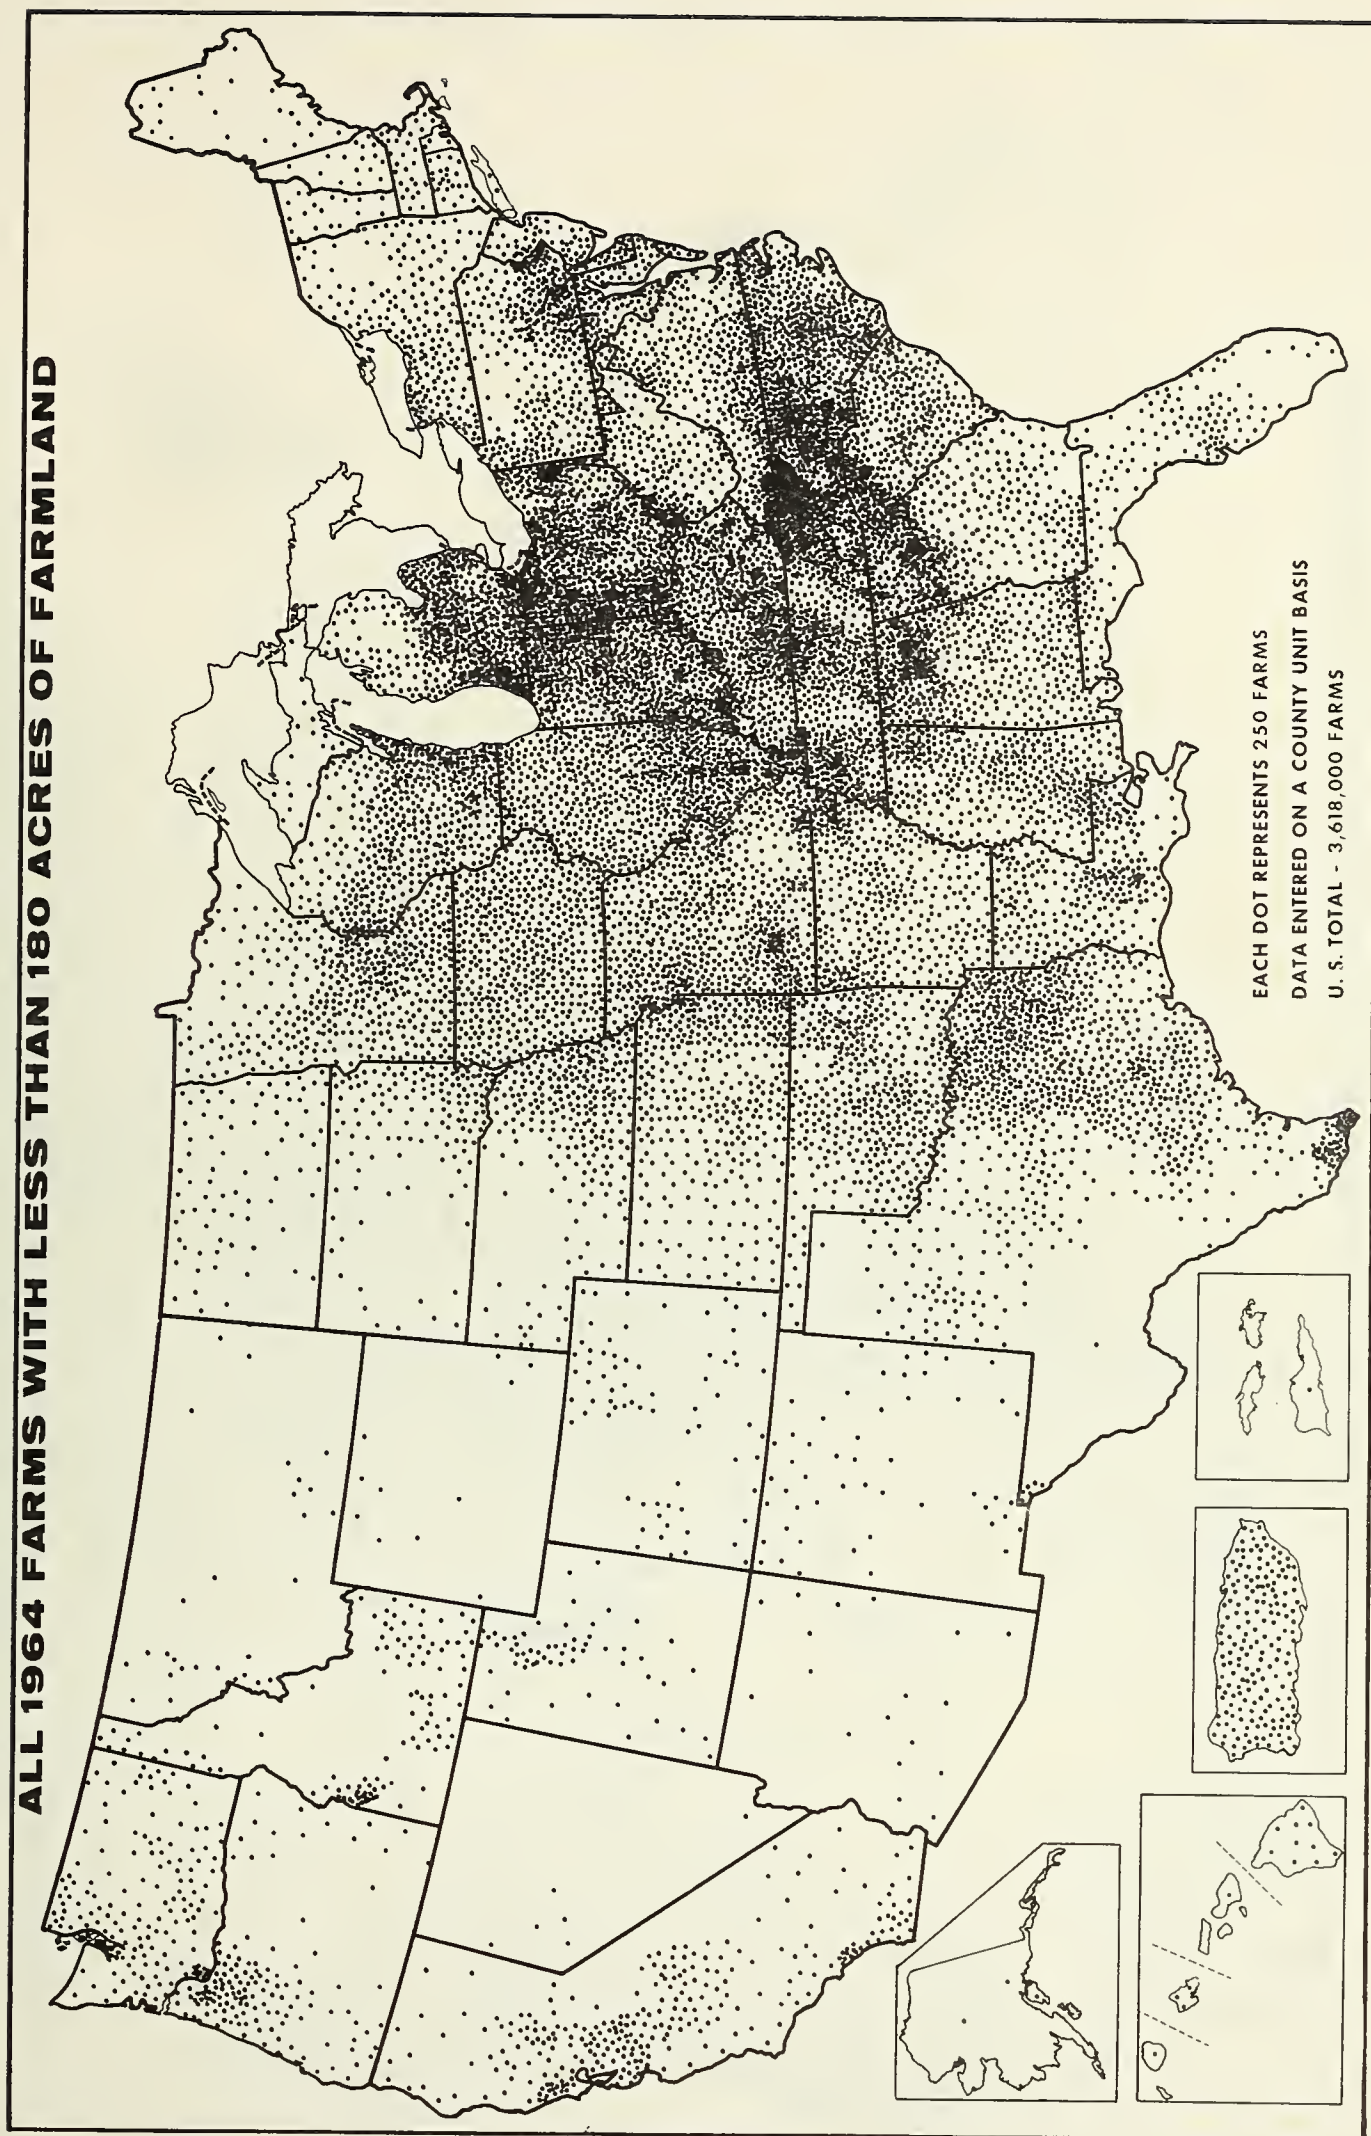 ALL 1964 FARMS WITH LESS THAN 180 ACRES OF FARMLAND
EACH DOT REPRESENTS 250 FARMS
DATA ENTERED ON A COUNTY UNIT BASIS
U. S. TOTAL - 3,618,000 FARMS